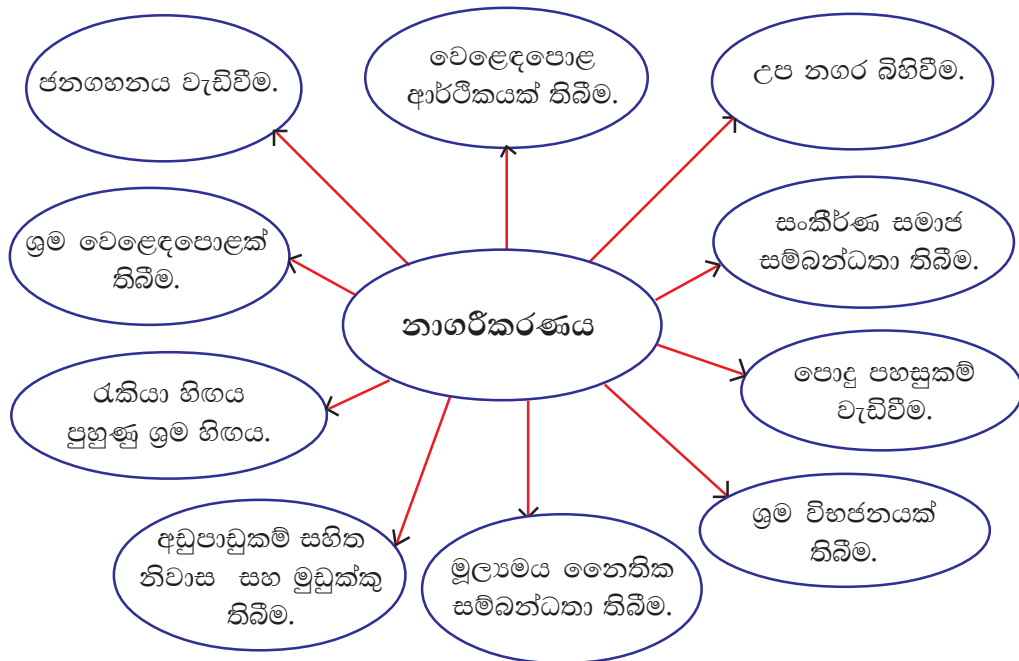 ජනගහනය වැඩිවීම.
වෙළෙඳපොළ
ආර්ථිකයක් තිබීම.
උප නගර බිහිවීම.
ශ්‍රම වෙළෙඳපොළක්
තිබීම.
සංකීර්ණ සමාජ
සම්බන්ධතා තිබීම.
නාගරීකරණය
රැකියා හිඟය
පුහුණු ශ්‍රම හිඟය.
පොදු පහසුකම්
වැඩිවීම.
අඩුපාඩුකම් සහිත
නිවාස සහ මුඩුක්කු
තිබීම.
මූල්‍යමය නෛතික
සම්බන්ධතා තිබීම.
ශ්‍රම විභජනයක්
තිබීම.